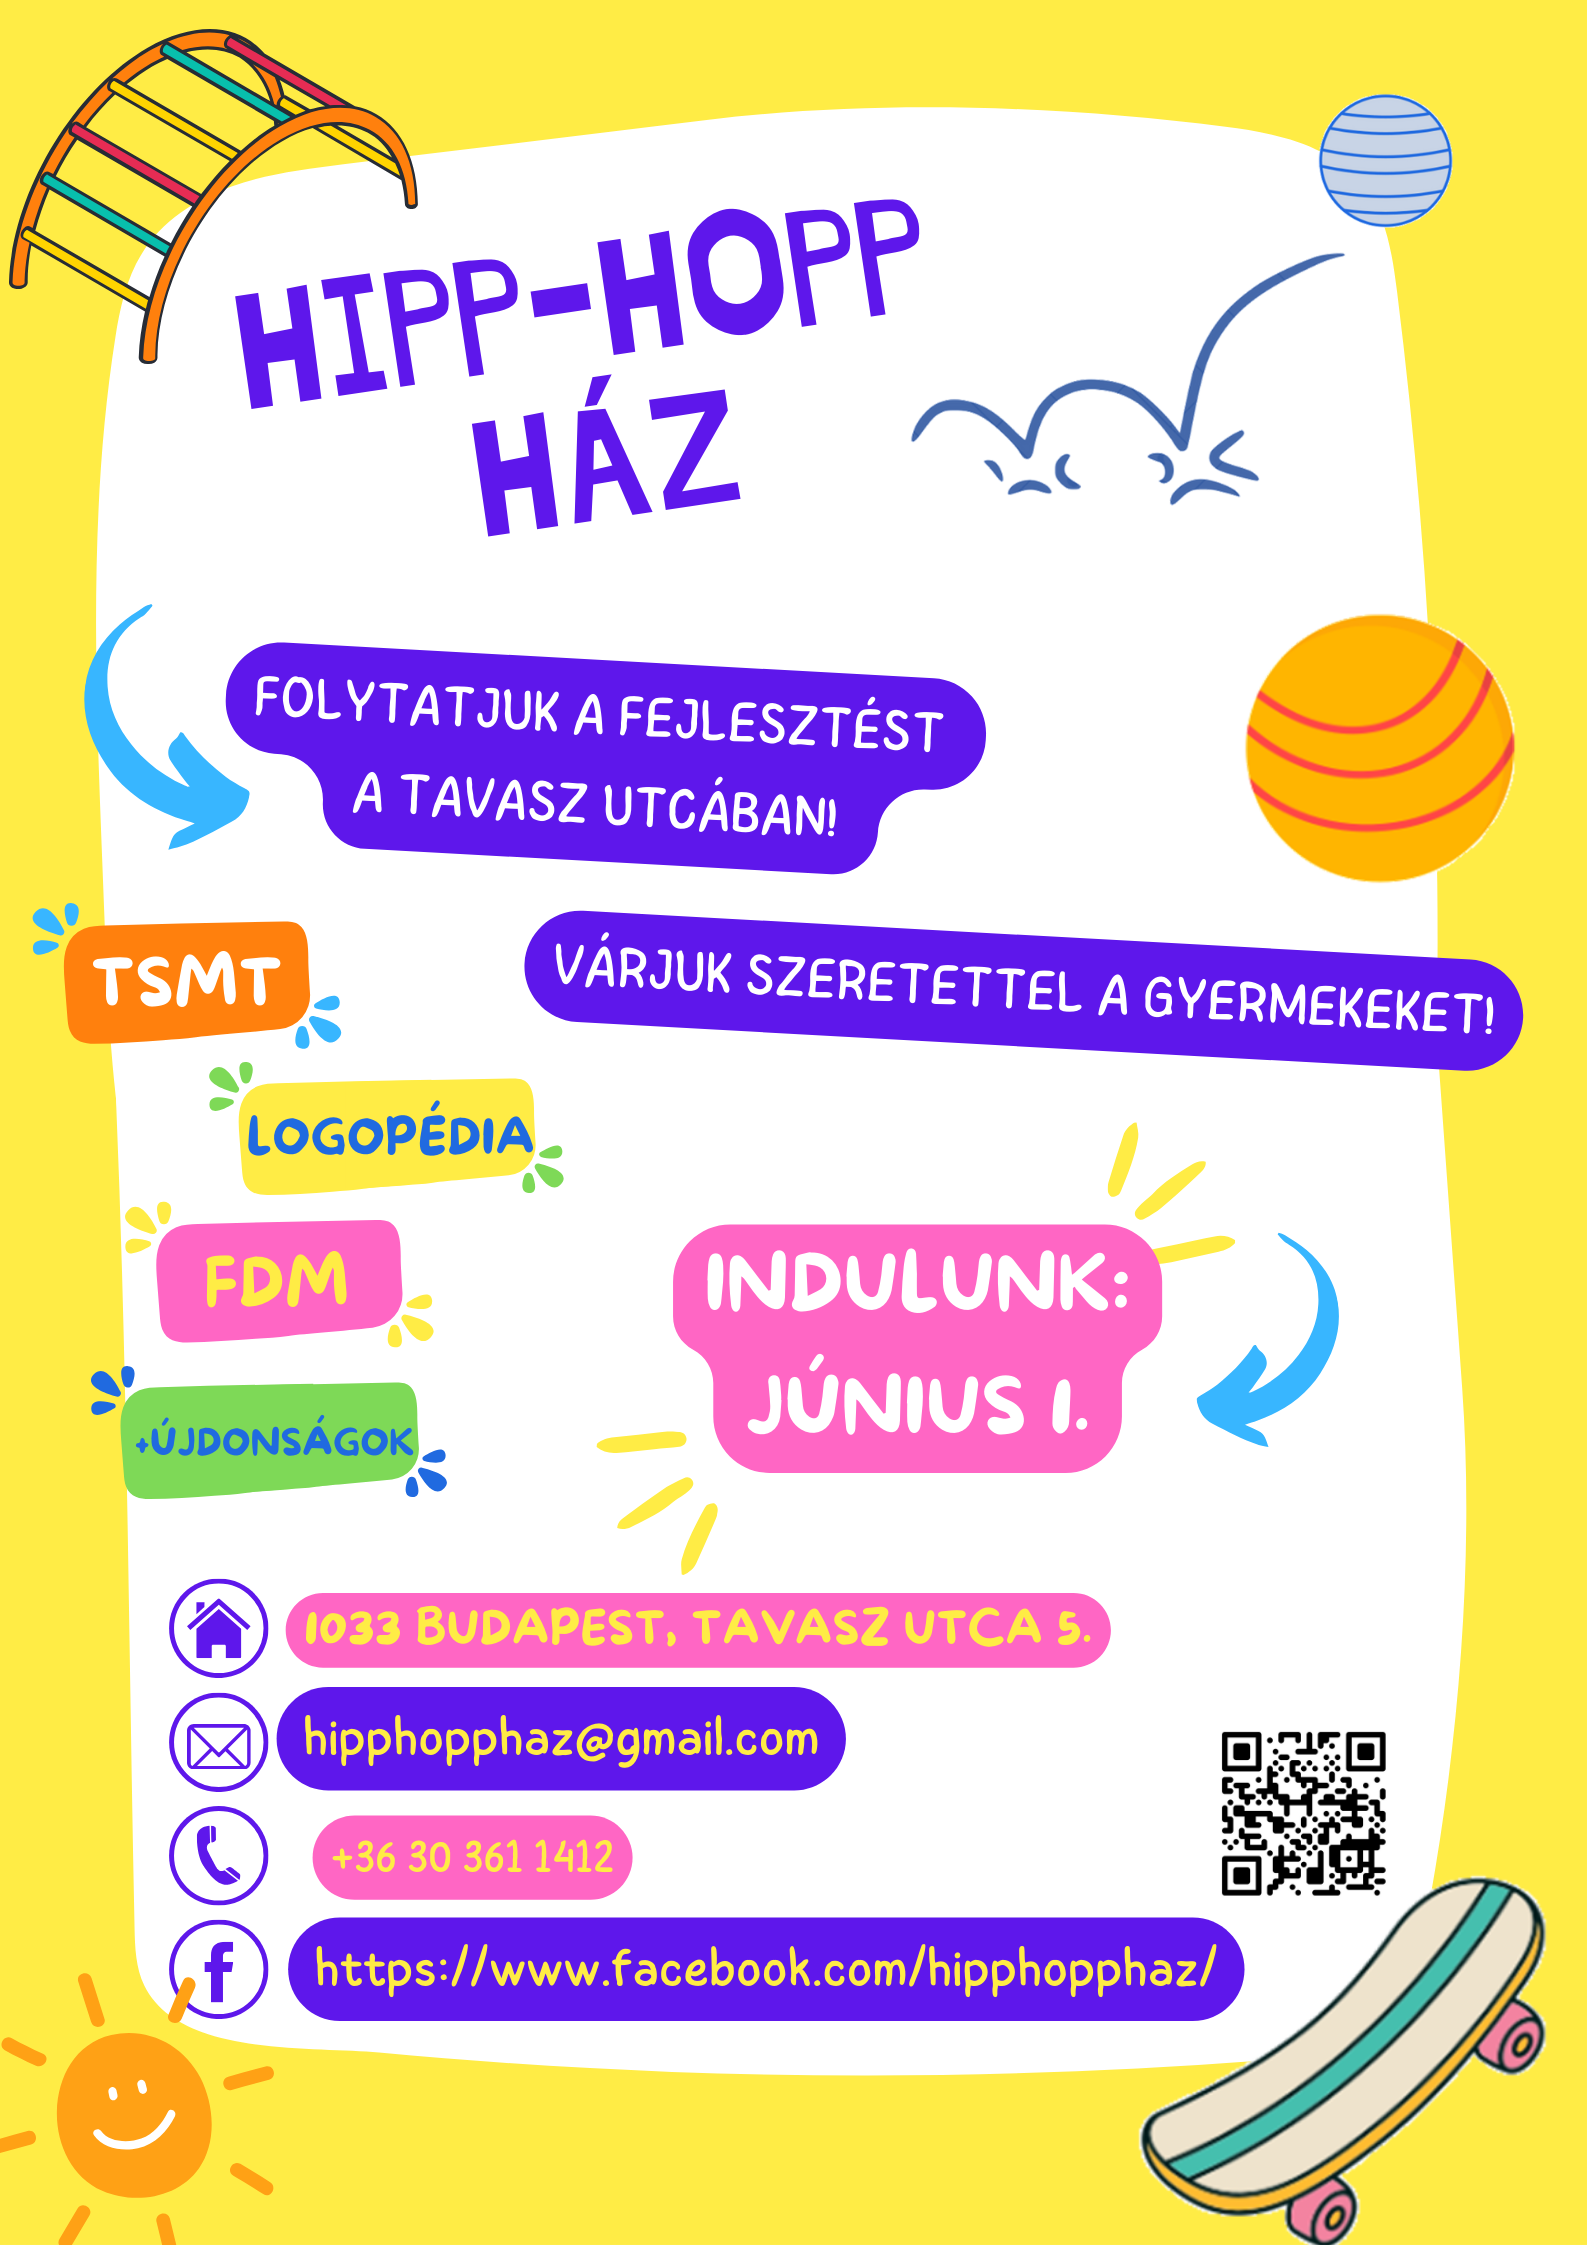 HIPP-HOPP
HÁZ
FOLYTATJUK A FEJLESZTÉST
A TAVASZ UTCÁBAN!
VÁRJUK SZERETETTEL A GYERMEKEKET!
TSMT
LOGOPÉDIA
FDM
+ÚJDONSÁGOK
INDULUNK:
JÚNIUS 1.
1033 BUDAPEST, TAVASZ UTCA 5.
hipphopphaz@gmail.com
+36 30 361 1412
https://www.facebook.com/hipphopphaz/